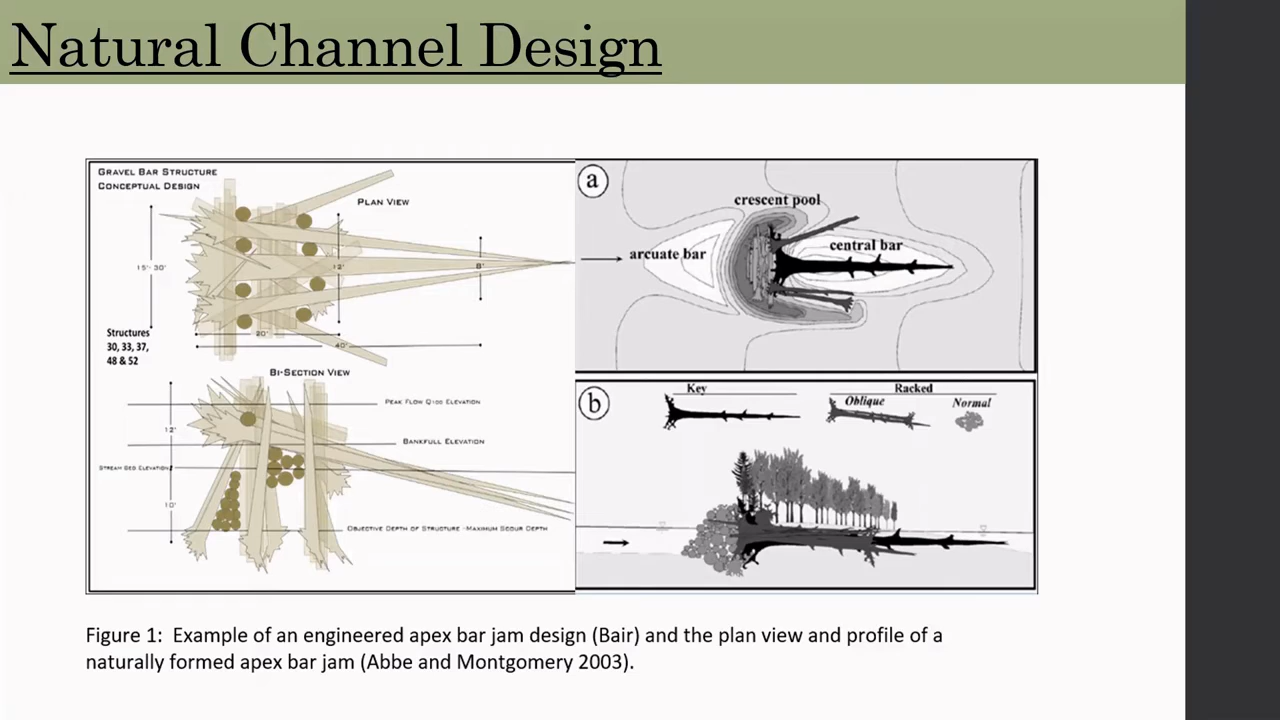 Natural Channel Design
GRAVEL BAR STRUCTURE
CONCEPTUAL DESIGN
PLAN VIEW
15'- 30'
12'
8'
Structures
30, 33, 37,
48 & 52
20'
40'
BI-SECTION VIEW
PEAK FLOW Q100 ELEVATION
12'
BANKFULL ELEVATION
STREAM BED ELEVATION
10'
OBJECTIVE DEPTH OF STRUCTURE -MAXIMUM SCOUR DEPTH
a
crescent pool
arcuate bar
central bar
b
Key
Racked
Oblique
Normal
Figure 1: Example of an engineered apex bar jam design (Bair) and the plan view and profile of a
naturally formed apex bar jam (Abbe and Montgomery 2003).